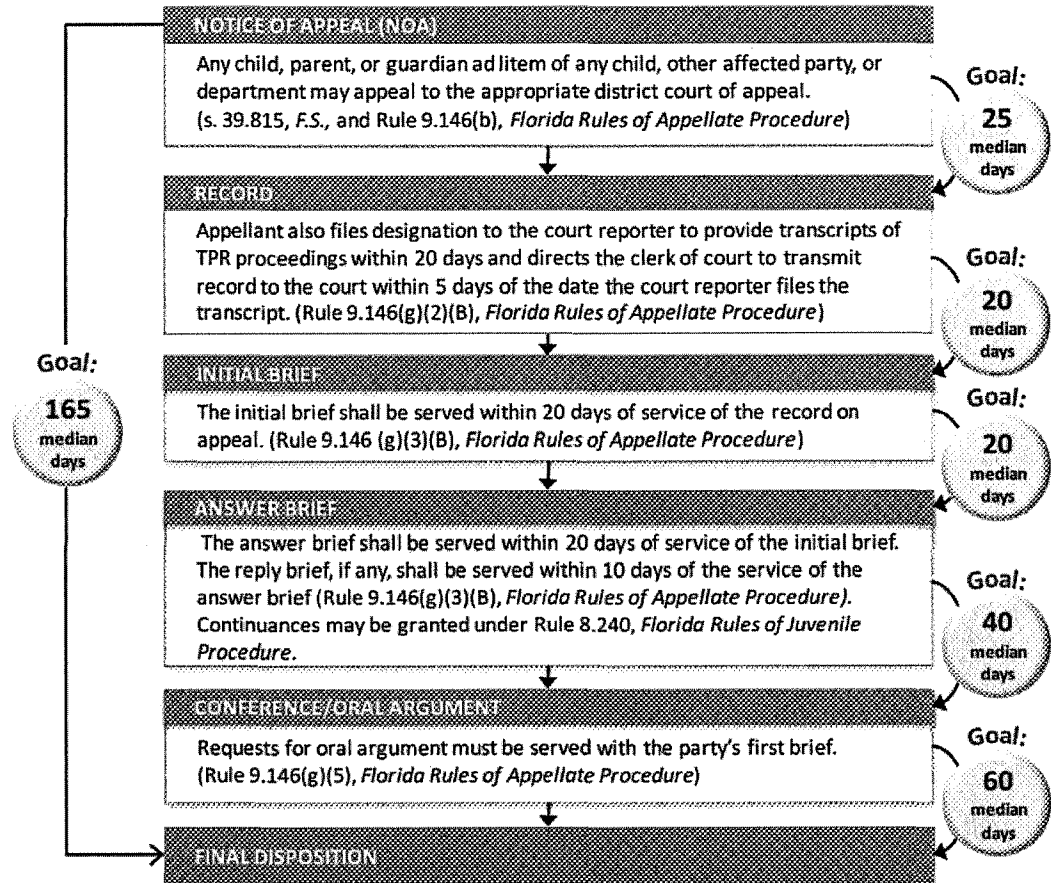 NOTICE OF APPEAL (NOA)
Any child, parent, or guardian ad litem of any child, other affected party, or
department may appeal to the appropriate district court of appeal.
(s. 39.815, F.S., and Rule 9.146(b), Florida Rules of Appellate Procedure)
Goal:
25
median
days
RECORD
Appellant also files designation to the court reporter to provide transcripts of
TPR proceedings within 20 days and directs the clerk of court to transmit
record to the court within 5 days of the date the court reporter files the
transcript. (Rule 9.146(g)(2)(B), Florida Rules of Appellate Procedure)
Goal:
20
median
days
Goal:
165
median
days
INITIAL BRIEF
The initial brief shall be served within 20 days of service of the record on
appeal. (Rule 9.146 (g)(3)(B), Florida Rules of Appellate Procedure)
Goal:
20
median
days
ANSWER BRIEF
The answer brief shall be served within 20 days of service of the initial brief.
The reply brief, if any, shall be served within 10 days of the service of the
answer brief (Rule 9.146(g)(3)(B), Florida Rules of Appellate Procedure).
Continuances may be granted under Rule 8.240, Florida Rules of Juvenile
Procedure.
Goal:
40
median
days
CONFERENCE/ORAL ARGUMENT
Requests for oral argument must be served with the party's first brief.
(Rule 9.146(g)(5), Florida Rules of Appellate Procedure)
Goal:
60
median
days
FINAL DISPOSITION